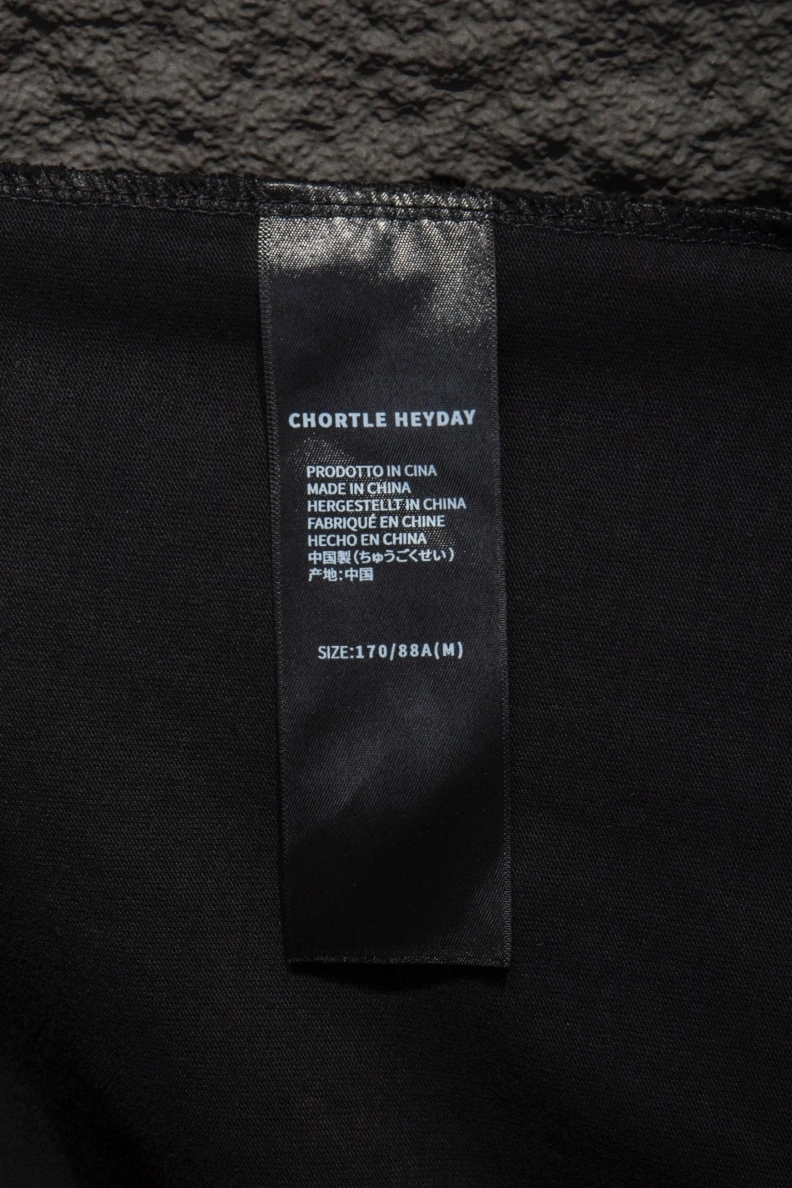 CHORTLE HEYDAY
PRODOTTO IN CINA
MADE IN CHINA
HERGESTELLT IN CHINA
FABRIQUÉ EN CHINE
HECHO EN CHINA
中国製(ちゅうごくせい)
产地:中国
SIZE:170/88A(M)